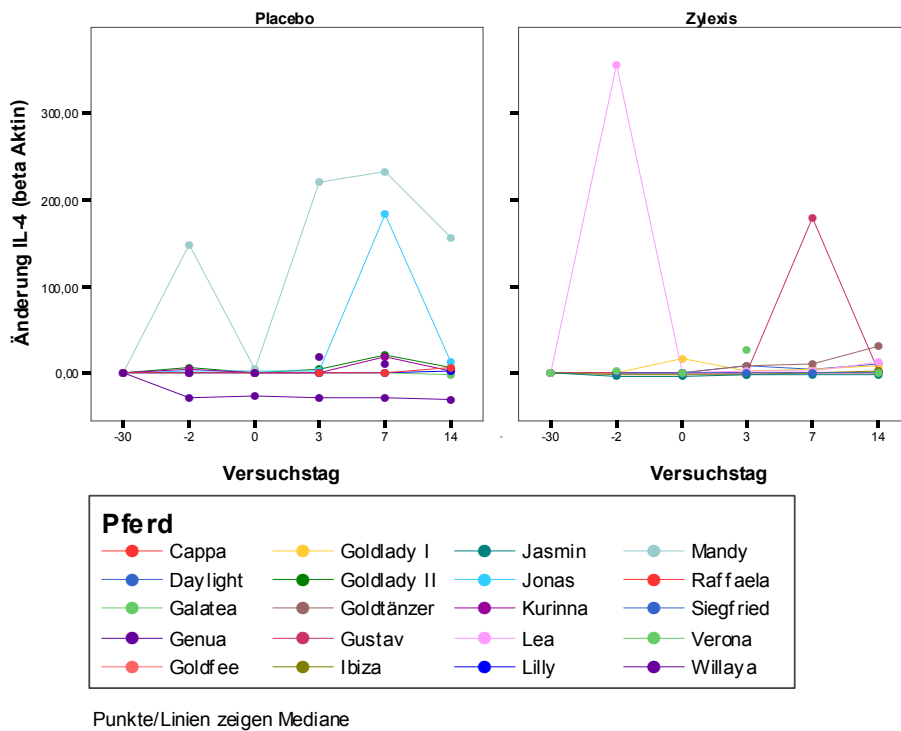 Placebo
Zylexis
Änderung IL-4 (beta Aktin)
300,00
200,00
100,00
0,00
-30 -2 0 3 7 14
-30 -2 0 3 7 14
Versuchstag
Versuchstag
Pferd
Cappa Goldlady I Jasmin Mandy
Daylight Goldlady II Jonas Raffaela
Galatea Goldtänzer Kurinna Siegfried
Genua Gustav Lea Verona
Goldfee Ibiza Lilly Willaya
Punkte/Linien zeigen Mediane